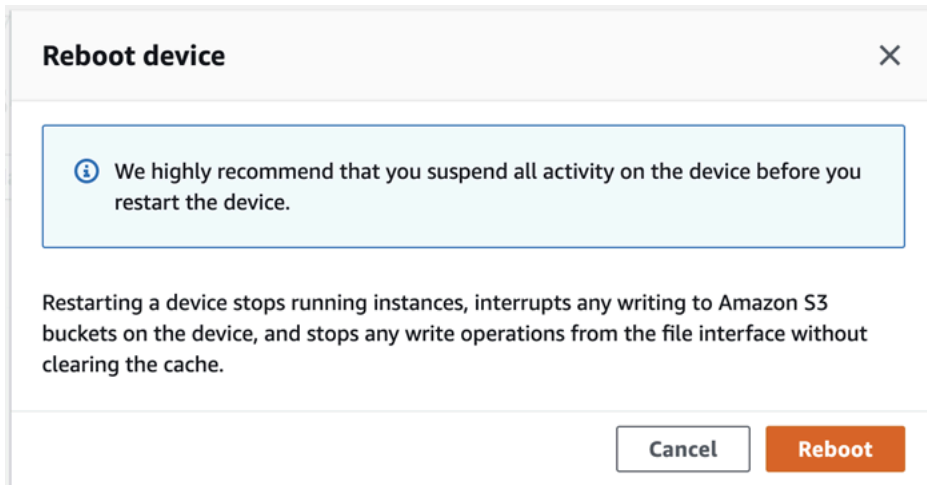 Reboot device
We highly recommend that you suspend all activity on the device before you
restart the device.
Restarting a device stops running instances, interrupts any writing to Amazon S3
buckets on the device, and stops any write operations from the file interface without
clearing the cache.
Cancel Reboot